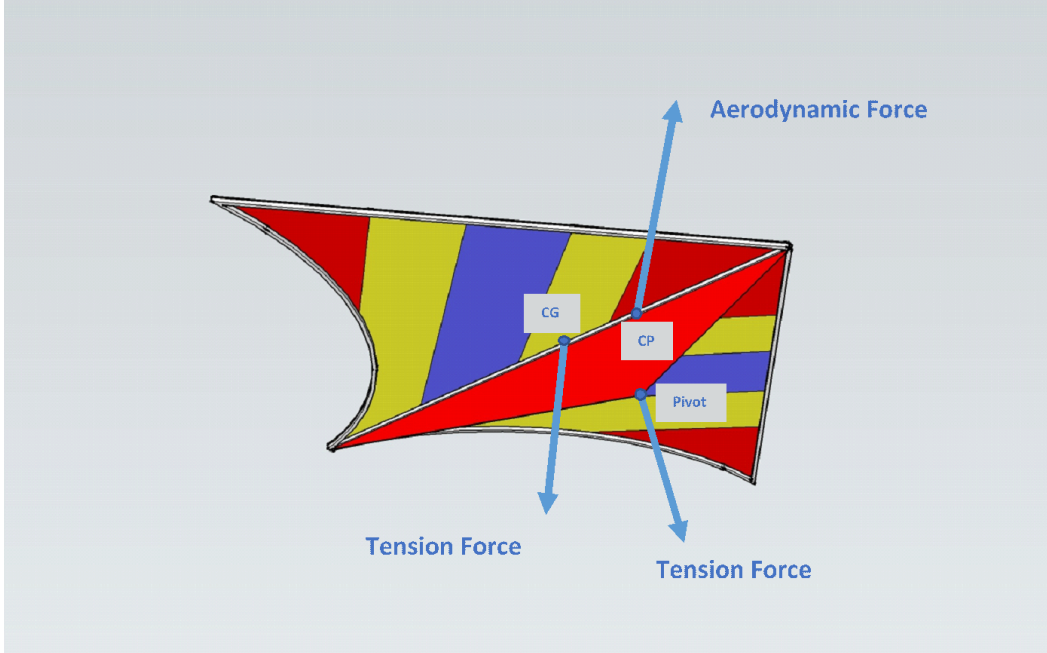 Aerodynamic Force
CG
CP
Pivot
Tension Force
Tension Force